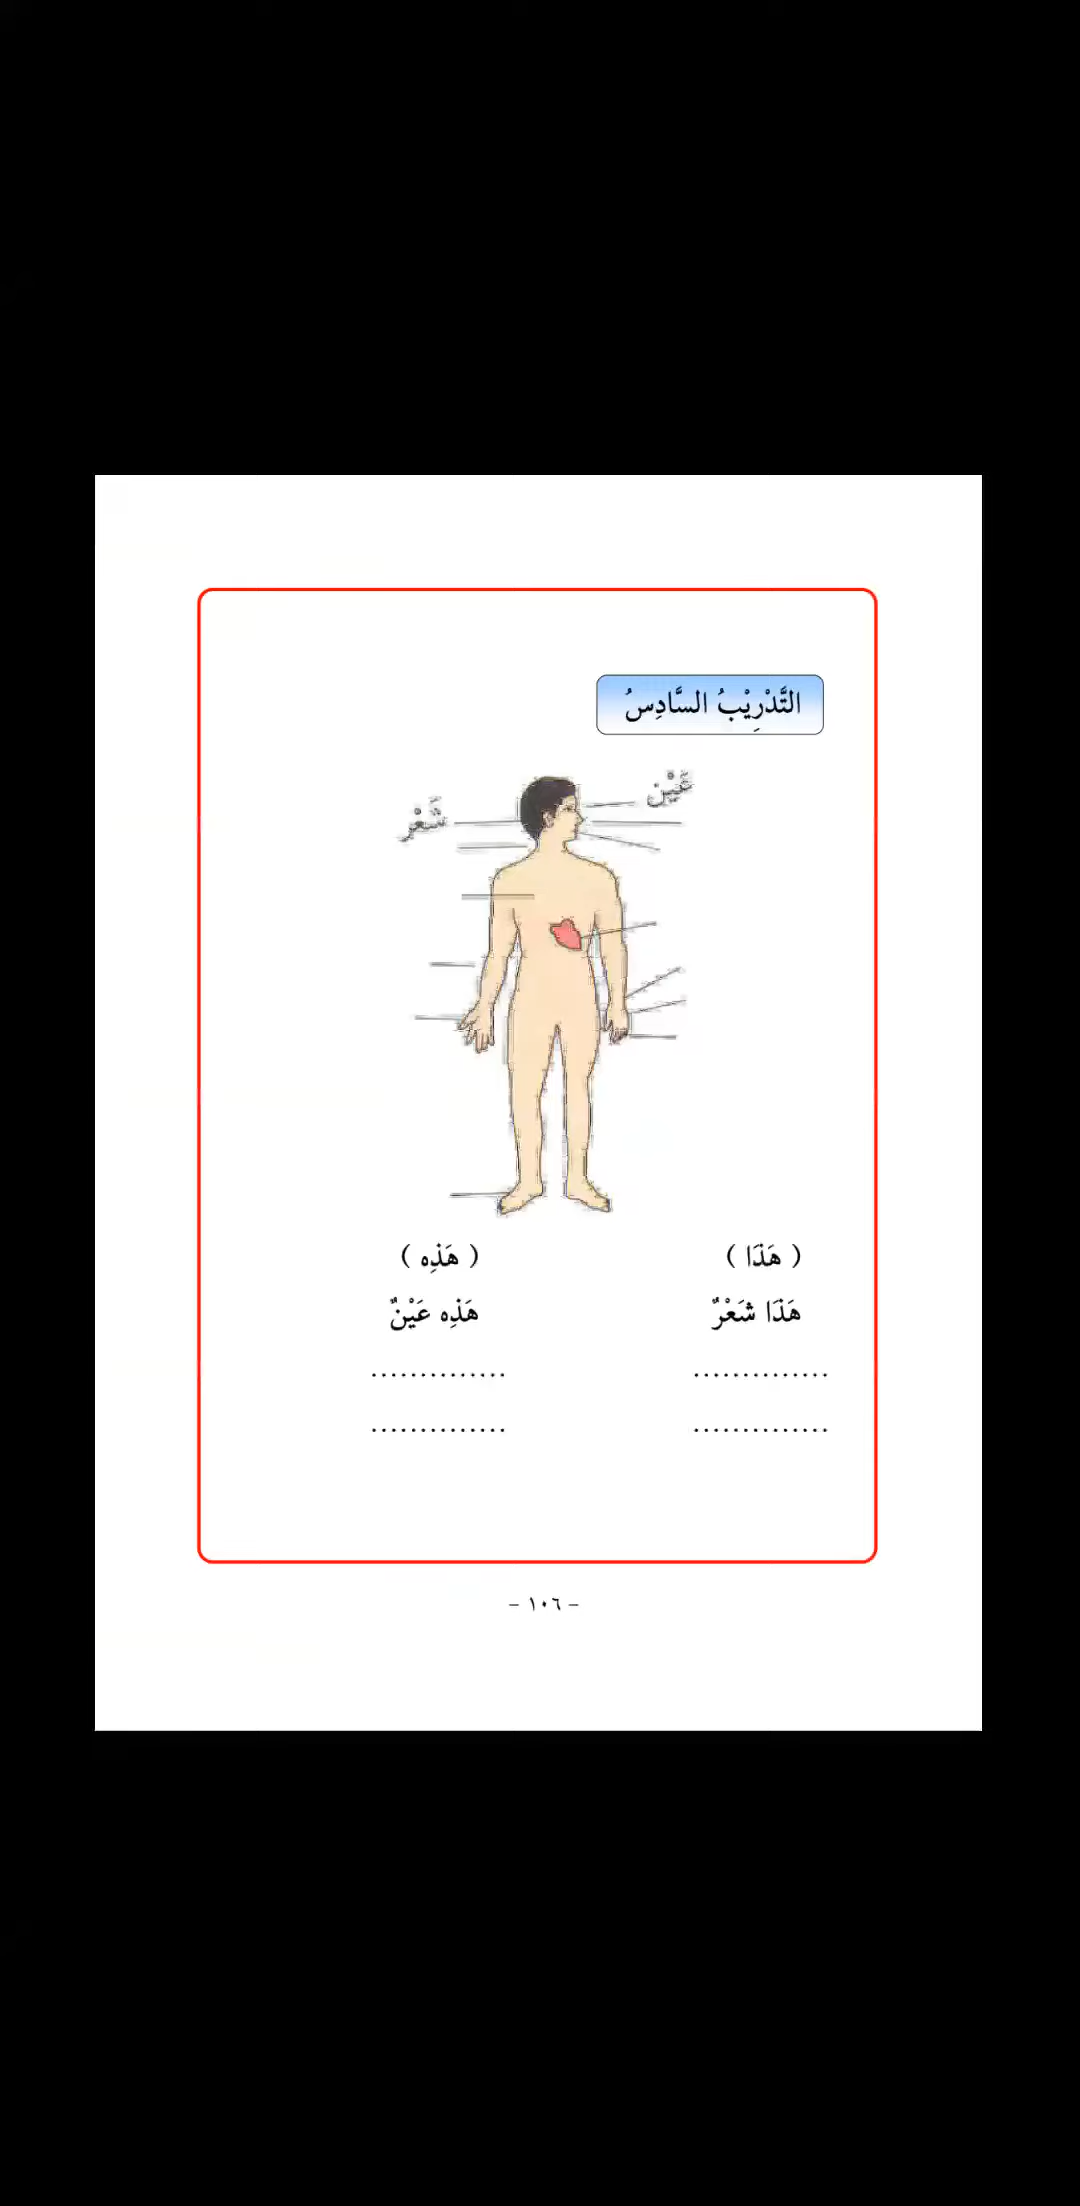 التَّدْرِيْبُ السَّادِسُ
عَيْن
شَعْر
( هَذَا ) ( هَذِه )
هَذَا شَعْرٌ هَذِه عَيْنٌ
.............. ..............
.............. ..............
- ١٠٦ -